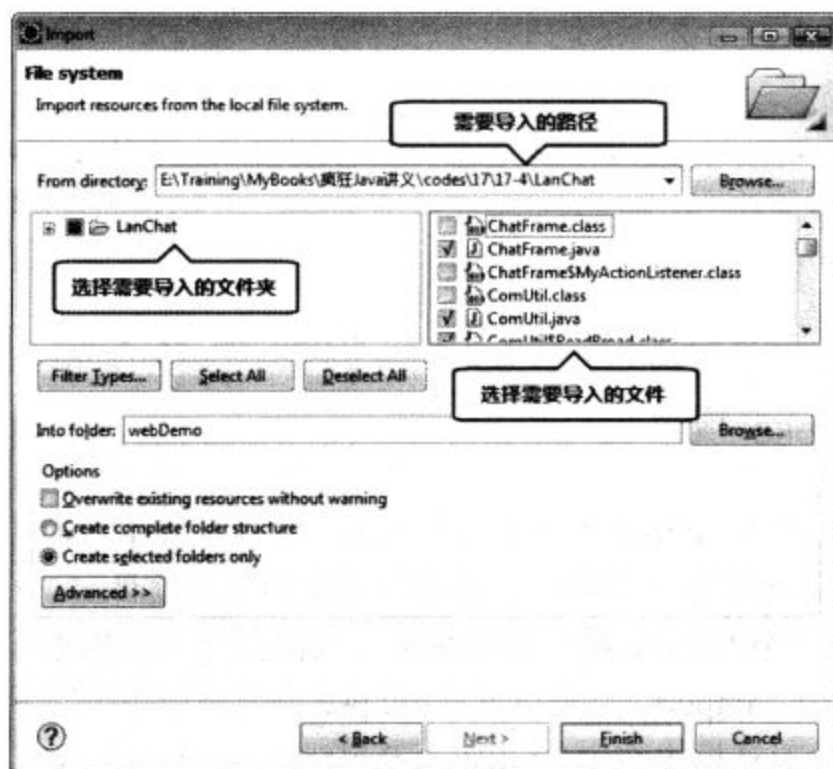 Import
File system
Import resources from the local file system.
需要导入的路径
From directory: E:\Training\MyBooks\疯狂Java讲义\codes\17\17-4\LanChat
Browse...
LanChat
选择需要导入的文件夹
ChatFrame.class
ChatFrame.java
ChatFrame$MyActionListener.class
ComUtil.class
ComUtil.java
ComUtil$ReadBroad.class
Filter Types...
Select All
Deselect All
选择需要导入的文件
Into folder: webDemo
Browse...
Options
Overwrite existing resources without warning
Create complete folder structure
Create selected folders only
Advanced >>
?
< Back
Next >
Finish
Cancel